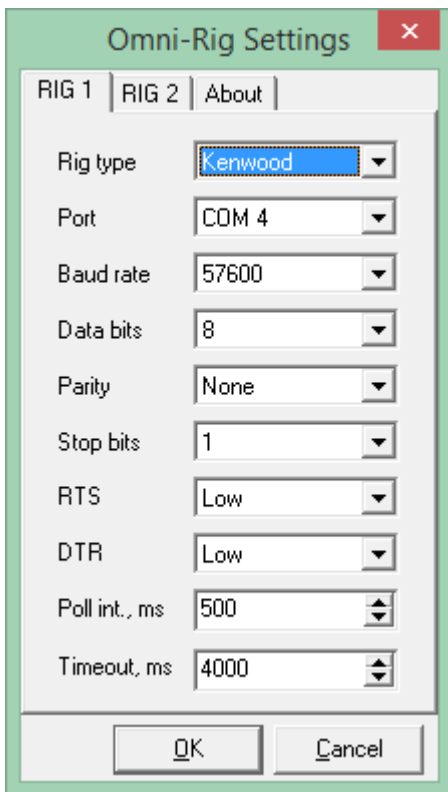 Omni-Rig Settings
RIG 1 RIG 2 About
Rig type Kenwood
Port COM 4
Baud rate 57600
Data bits 8
Parity None
Stop bits 1
RTS Low
DTR Low
Poll int., ms 500
Timeout, ms 4000
OK Cancel